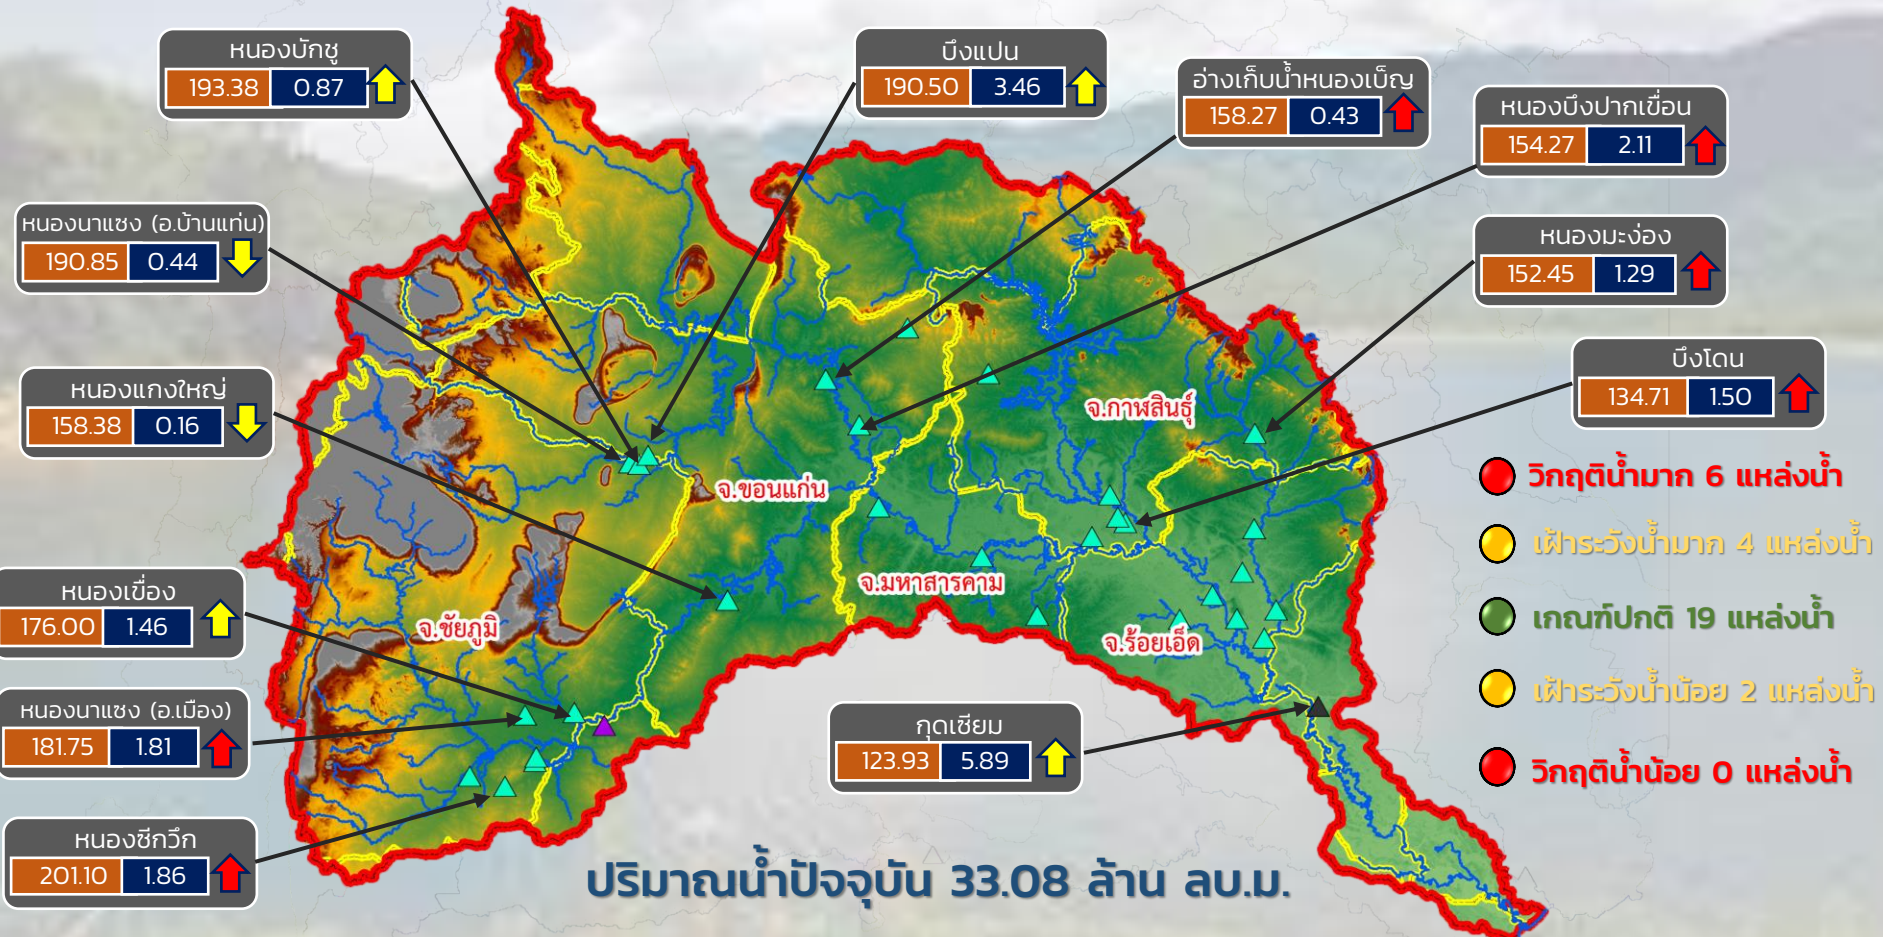 หนองบักชู
193.38 0.87
บึงแปน
190.50 3.46
อ่างเก็บน้ำหนองเบ็ญ
158.27 0.43
หนองบึงปากเขื่อน
154.27 2.11
หนองนาแซง (อ.บ้านแท่น)
190.85 0.44
หนองมะง่อง
152.45 1.29
หนองแกงใหญ่
158.38 0.16
บึงโดน
134.71 1.50
จ.กาฬสินธุ์
จ.ขอนแก่น
วิกฤติน้ำมาก 6 แหล่งน้ำ
เฝ้าระวังน้ำมาก 4 แหล่งน้ำ
หนองเขื่อง
176.00 1.46
จ.มหาสารคาม
จ.ชัยภูมิ
จ.ร้อยเอ็ด
เกณฑ์ปกติ 19 แหล่งน้ำ
เฝ้าระวังน้ำน้อย 2 แหล่งน้ำ
หนองนาแซง (อ.เมือง)
181.75 1.81
กุดเซียม
123.93 5.89
วิกฤติน้ำน้อย 0 แหล่งน้ำ
หนองซีกวึก
201.10 1.86
ปริมาณน้ำปัจจุบัน 33.08 ล้าน ลบ.ม.